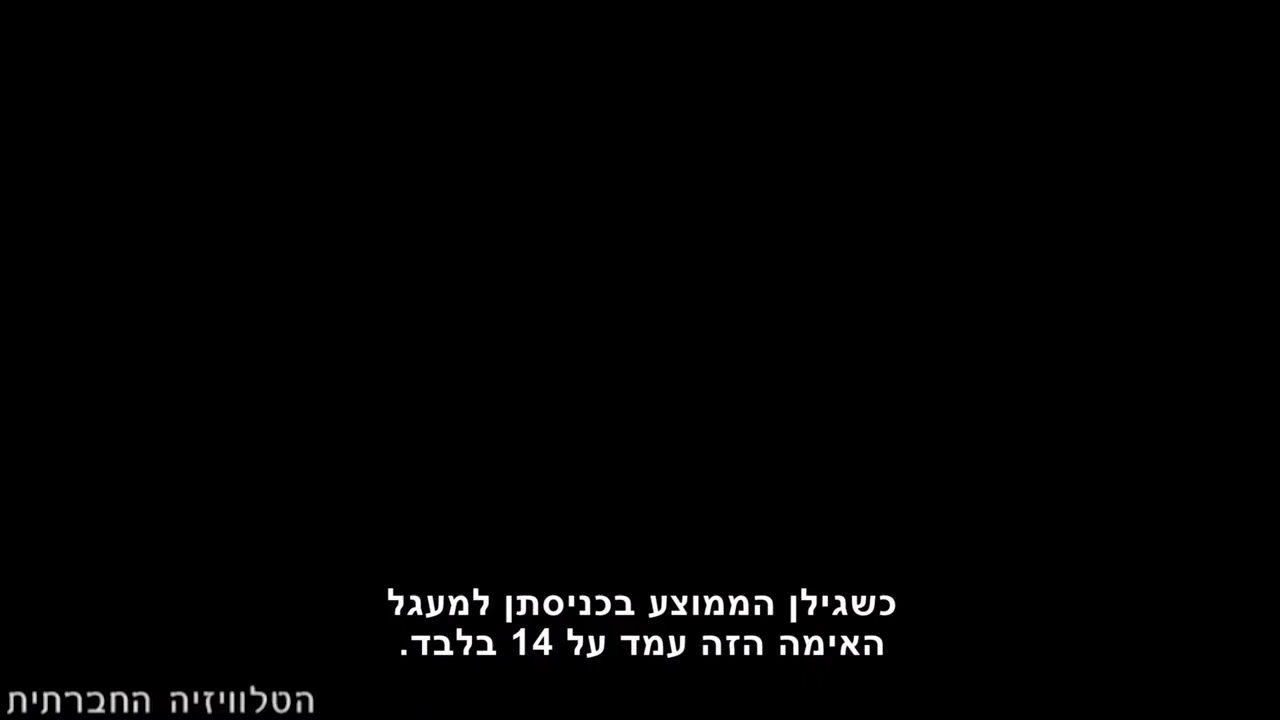 כשגילן הממוצע בכניסתן למעגל
האימה הזה עמד על 14 בלבד.
הטלוויזיה החברתית